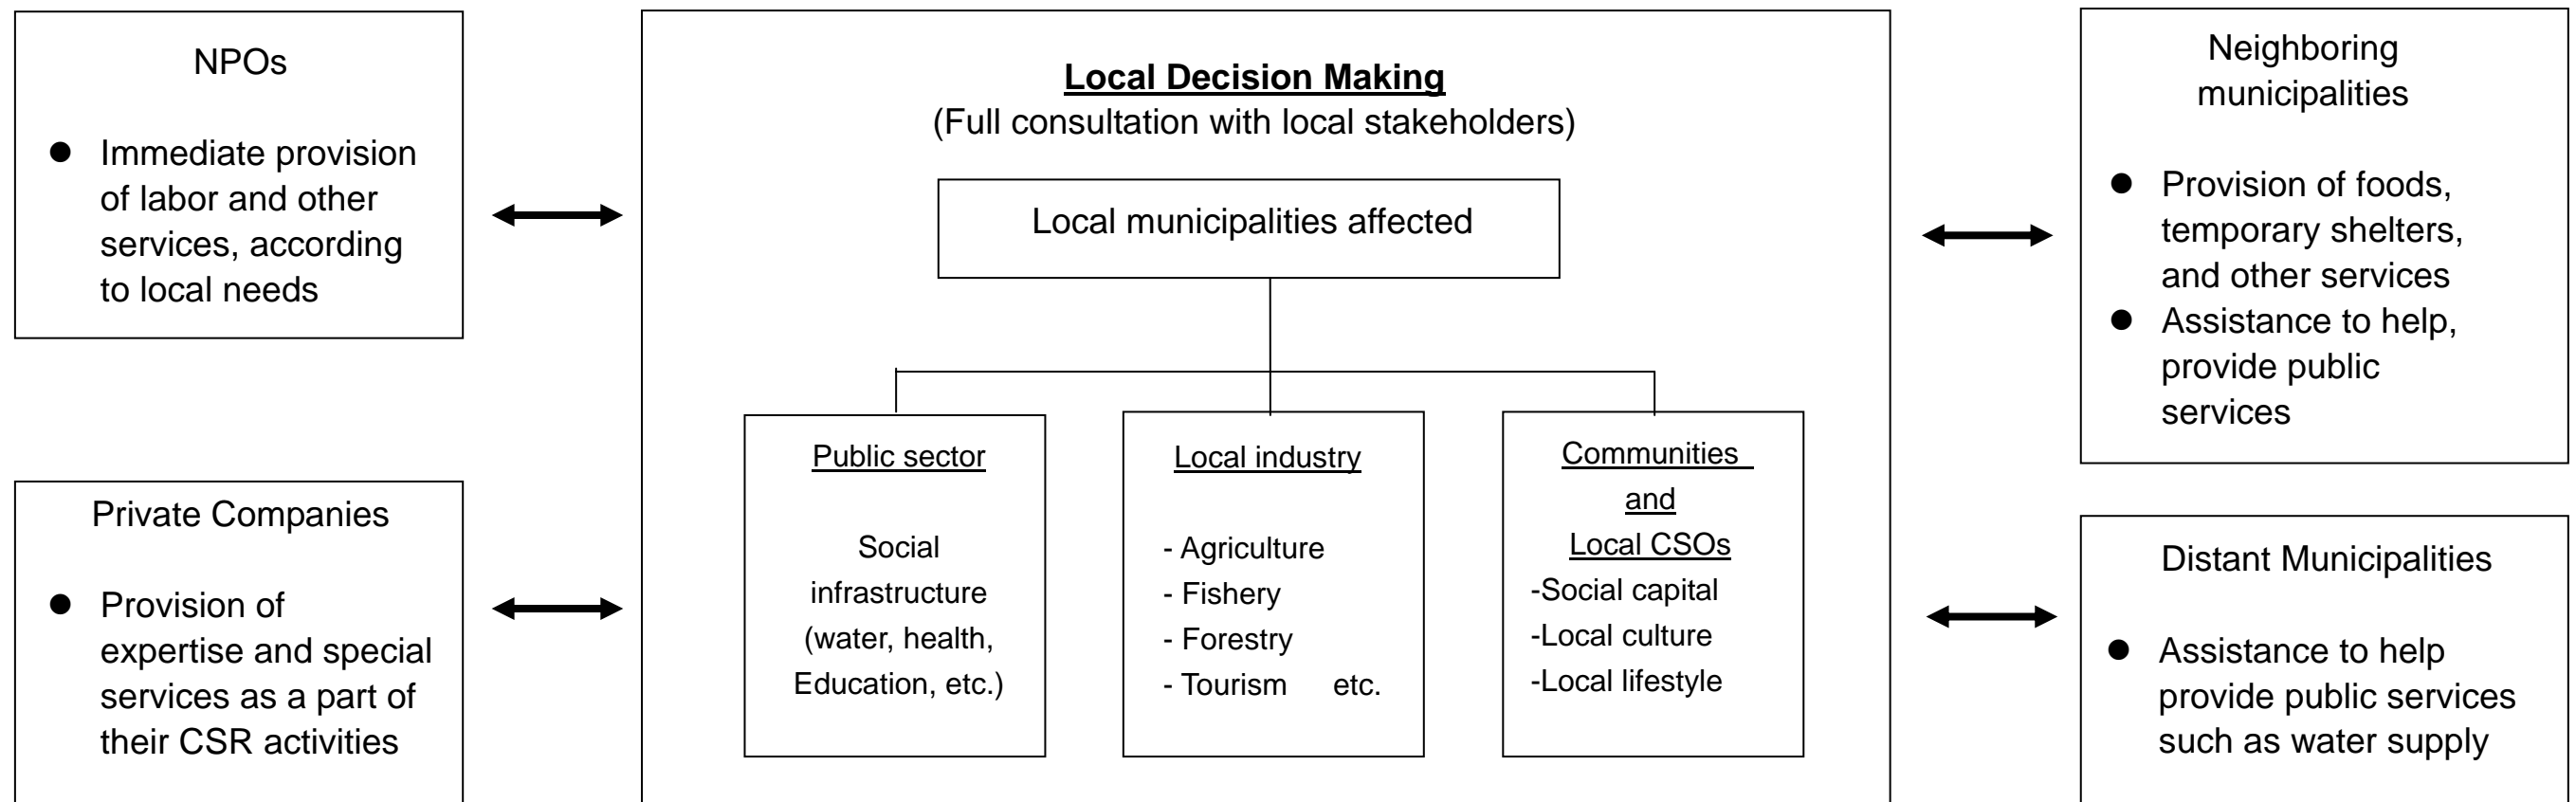 NPOs
● Immediate provision
of labor and other
services, according
to local needs
Private Companies
● Provision of
expertise and special
services as a part of
their CSR activities
Local Decision Making
(Full consultation with local stakeholders)
Local municipalities affected
Public sector
Social
infrastructure
(water, health,
Education, etc.)
Local industry
- Agriculture
- Fishery
- Forestry
- Tourism etc.
Communities
and
Local CSOs
-Social capital
-Local culture
-Local lifestyle
Neighboring
municipalities
● Provision of foods,
temporary shelters,
and other services
● Assistance to help,
provide public
services
Distant Municipalities
● Assistance to help
provide public services
such as water supply